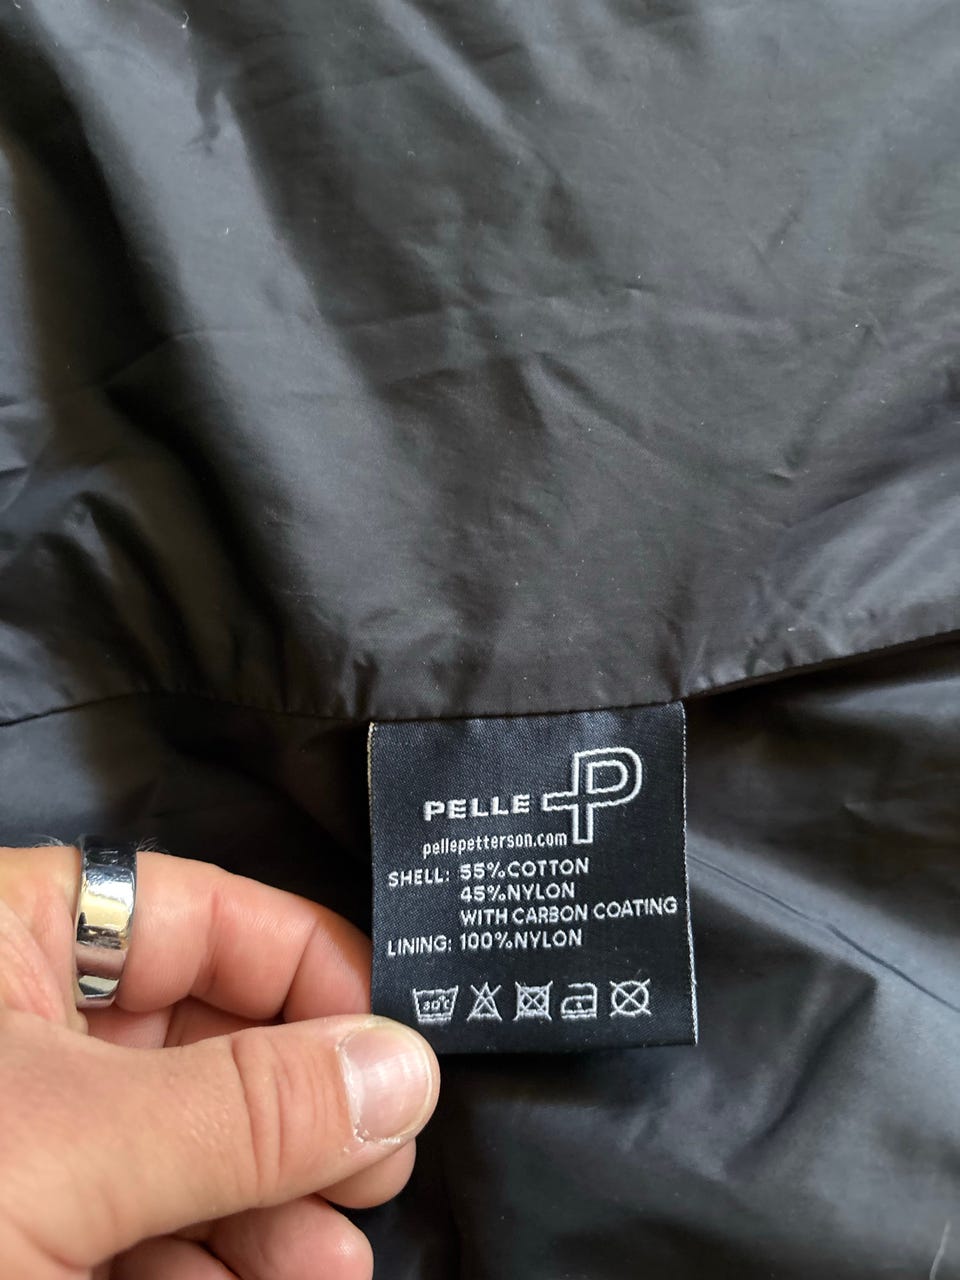 PELLE P
pellepetterson.com
SHELL: 55%COTTON
45%NYLON
WITH CARBON COATING
LINING: 100%NYLON
30°C